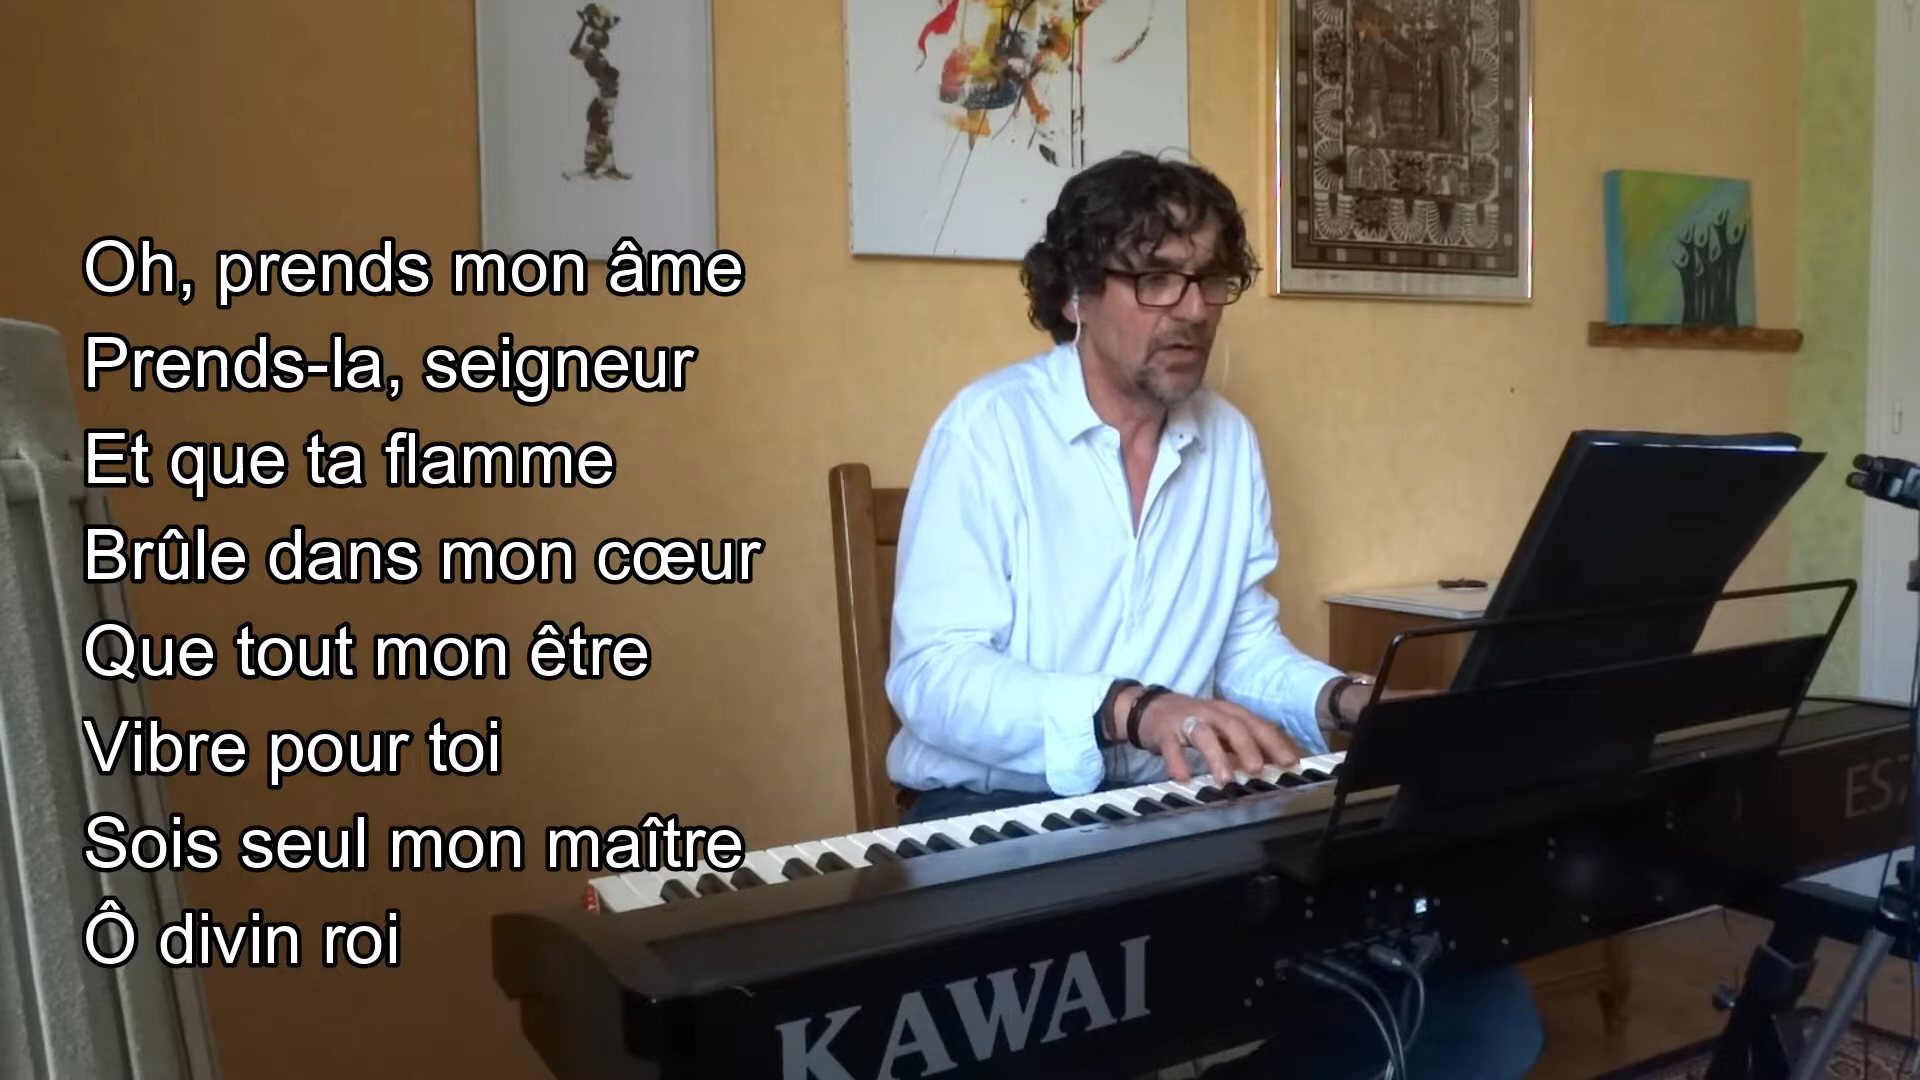 Oh, prends mon âme
Prends-la, seigneur
Et que ta flamme
Brûle dans mon cœur
Que tout mon être
Vibre pour toi
Sois seul mon maître
Ô divin roi
KAWAI
ES7